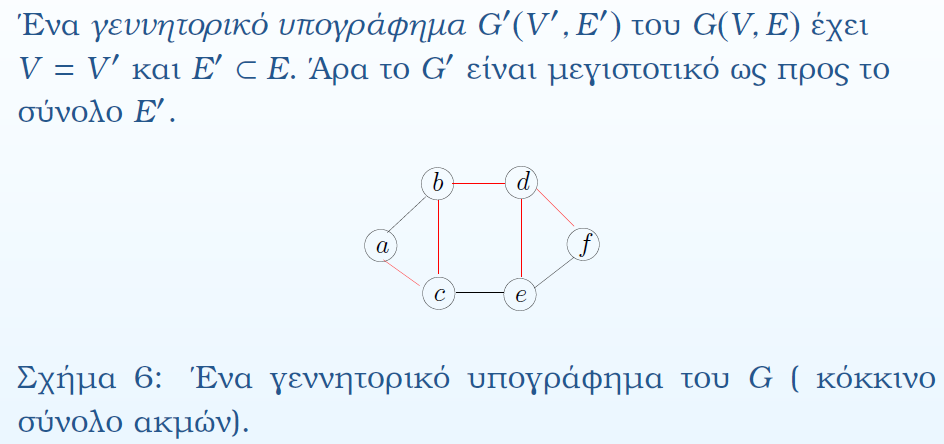 Ένα γεννητορικό υπογράφημα G′(V′, E′) του G(V, E) έχει
V = V′ και E′ ⊂ E. Άρα το G′ είναι μεγιστοτικό ως προς το
σύνολο E′.
b d
a f
c e
Σχήμα 6: Ένα γεννητορικό υπογράφημα του G ( κόκκινο
σύνολο ακμών).